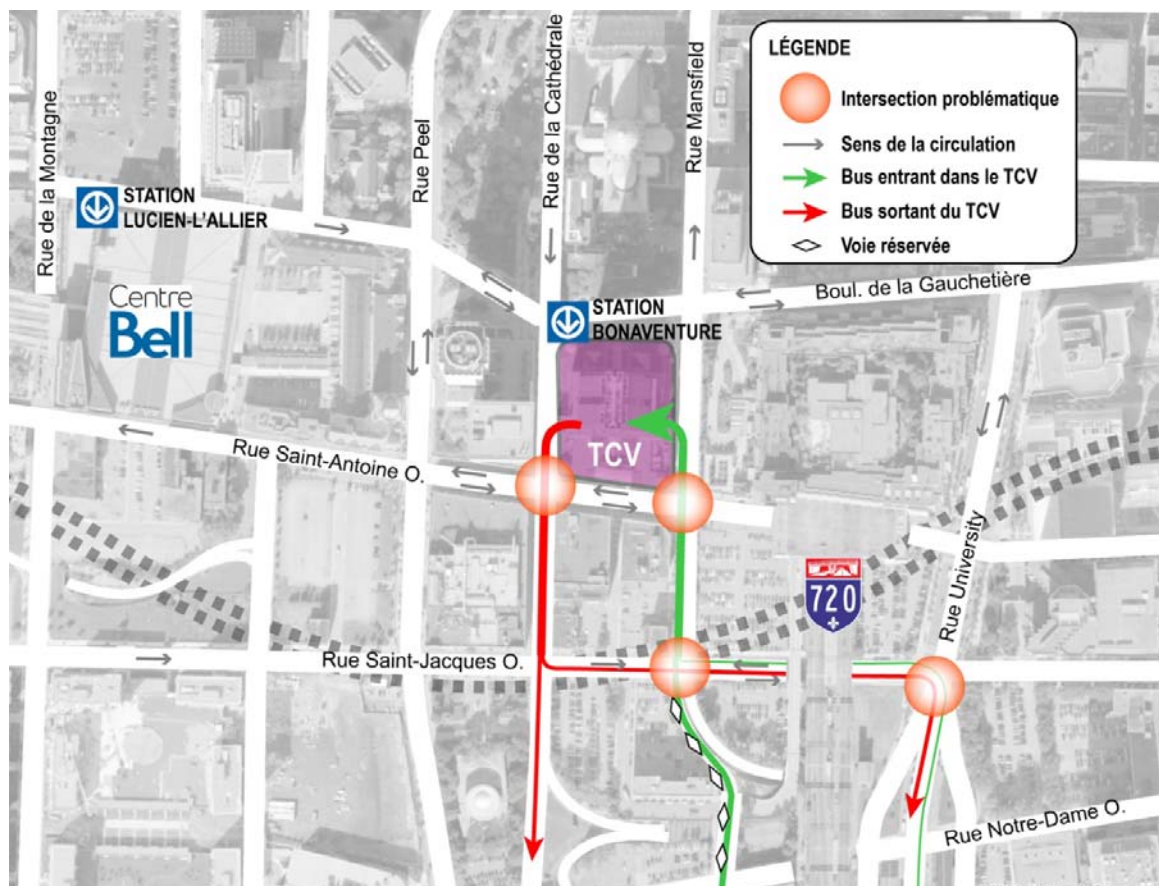 LÉGENDE
Intersection problématique
Sens de la circulation
Bus entrant dans le TCV
Bus sortant du TCV
Voie réservée
Rue de la Montagne
STATION
LUCIEN-L'ALLIER
Rue Peel
Rue de la Cathédrale
Rue Mansfield
Centre
Bell
STATION
BONAVENTURE
Boul. de la Gauchetière
TCV
Rue Saint-Antoine O.
720
Rue University
Rue Saint-Jacques O.
Rue Notre-Dame O.